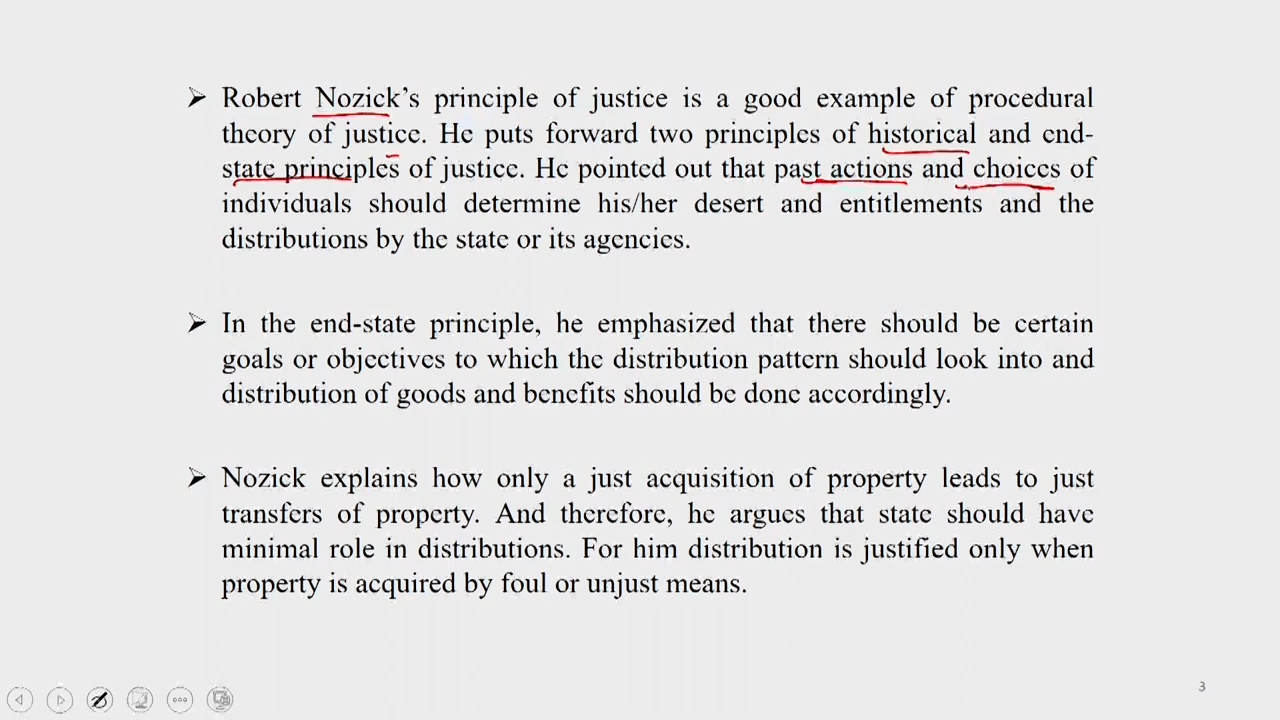 ➢ Robert Nozick's principle of justice is a good example of procedural
theory of justice. He puts forward two principles of historical and end-
state principles of justice. He pointed out that past actions and choices of
individuals should determine his/her desert and entitlements and the
distributions by the state or its agencies.
➢ In the end-state principle, he emphasized that there should be certain
goals or objectives to which the distribution pattern should look into and
distribution of goods and benefits should be done accordingly.
➢ Nozick explains how only a just acquisition of property leads to just
transfers of property. And therefore, he argues that state should have
minimal role in distributions. For him distribution is justified only when
property is acquired by foul or unjust means.
3